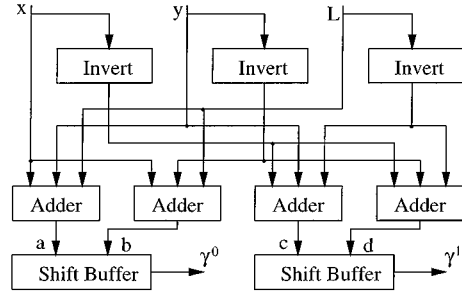 x y L
Invert Invert Invert
Adder Adder Adder Adder
a b c d
Shift Buffer γ⁰ Shift Buffer γ¹